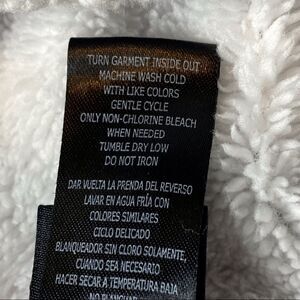 TURN GARMENT INSIDE OUT
MACHINE WASH COLD
WITH LIKE COLORS
GENTLE CYCLE
ONLY NON-CHLORINE BLEACH
WHEN NEEDED
TUMBLE DRY LOW
DO NOT IRON
DAR VUELTA LA PRENDA DEL REVERSO
LAVAR EN AGUA FRÍA CON
COLORES SIMILARES
CICLO DELICADO
BLANQUEADOR SIN CLORO SOLAMENTE,
CUANDO SEA NECESARIO
HACER SECAR A TEMPERATURA BAJA
NO PLANCHAR